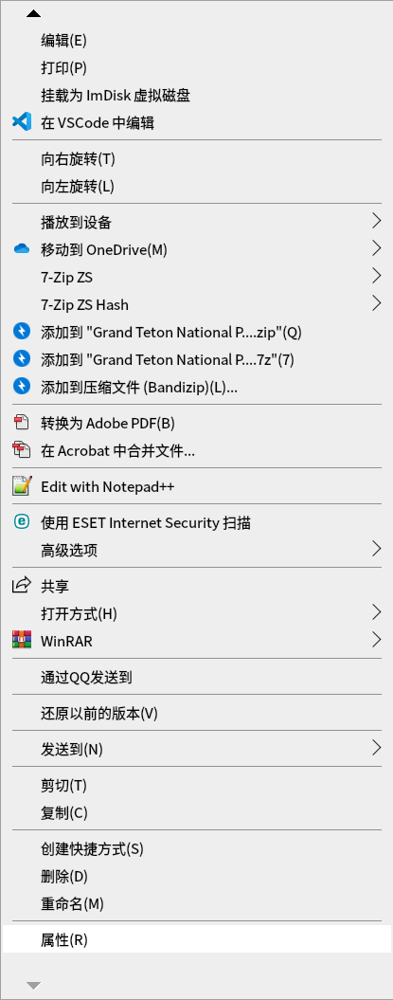 编辑(E)
打印(P)
挂载为 ImDisk 虚拟磁盘
在 VSCode 中编辑
向右旋转(T)
向左旋转(L)
播放到设备
移动到 OneDrive(M)
7-Zip ZS
7-Zip ZS Hash
添加到 "Grand Teton National P....zip"(Q)
添加到 "Grand Teton National P....7z"(7)
添加到压缩文件 (Bandizip)(L)...
转换为 Adobe PDF(B)
在 Acrobat 中合并文件...
Edit with Notepad++
使用 ESET Internet Security 扫描
高级选项
共享
打开方式(H)
WinRAR
通过QQ发送到
还原以前的版本(V)
发送到(N)
剪切(T)
复制(C)
创建快捷方式(S)
删除(D)
重命名(M)
属性(R)